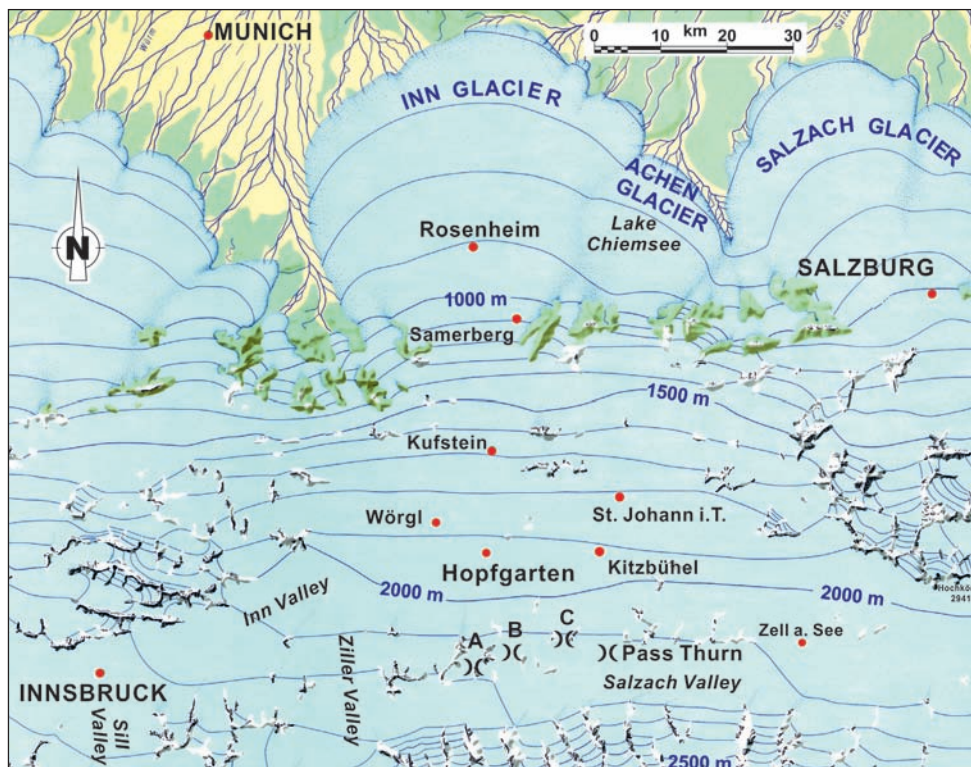 MUNICH
Würm
km
0 10 20 30
INN GLACIER
SALZACH GLACIER
ACHEN
GLACIER
Lake
Chiemsee
Rosenheim
N
SALZBURG
1000 m
Samerberg
1500 m
Kufstein
Wörgl
St. Johann i.T.
Hopfgarten
Kitzbühel
Inn Valley
2000 m
2000 m
2941
A
B
C
Zell a. See
Pass Thurn
Ziller Valley
Salzach Valley
INNSBRUCK
Sill
Valley
2500 m